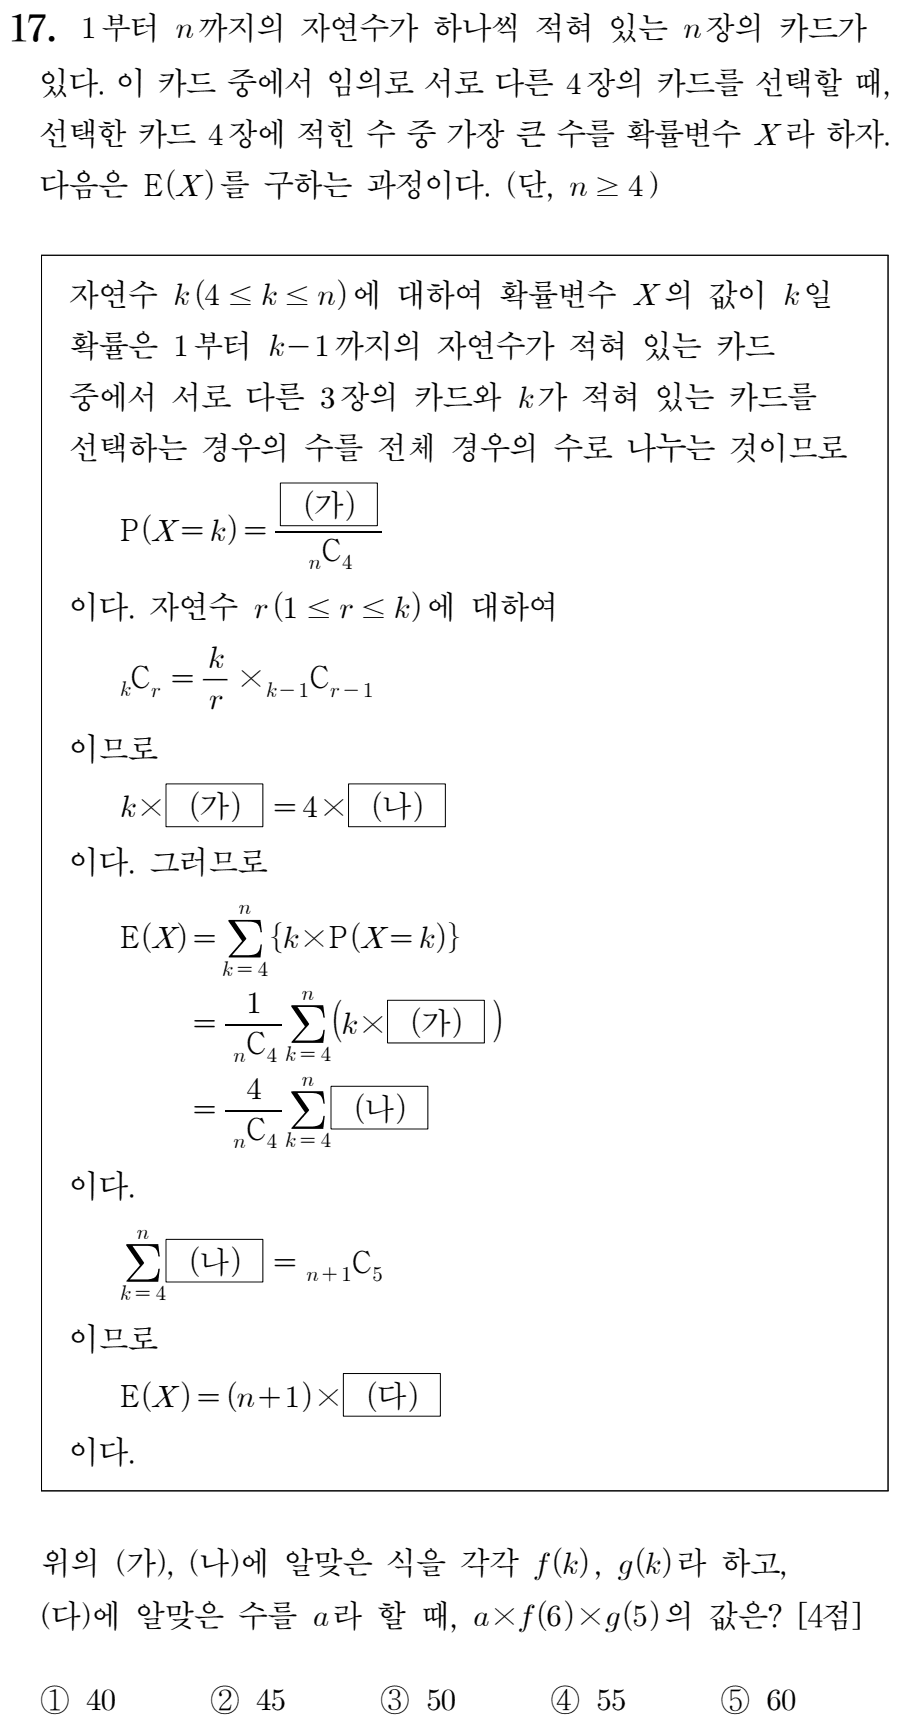 17. 1부터 n까지의 자연수가 하나씩 적혀 있는 n장의 카드가
있다. 이 카드 중에서 임의로 서로 다른 4장의 카드를 선택할 때,
선택한 카드 4장에 적힌 수 중 가장 큰 수를 확률변수 X라 하자.
다음은 E(X)를 구하는 과정이다. (단, n ≥ 4)
자연수 k(4 ≤ k ≤ n)에 대하여 확률변수 X의 값이 k일
확률은 1부터 k−1까지의 자연수가 적혀 있는 카드
중에서 서로 다른 3장의 카드와 k가 적혀 있는 카드를
선택하는 경우의 수를 전체 경우의 수로 나누는 것이므로
P(X=k) = (가) / ₙC₄
이다. 자연수 r(1 ≤ r ≤ k)에 대하여
ₖCᵣ = k/r × ₖ₋₁Cᵣ₋₁
이므로
k× (가) = 4× (나)
이다. 그러므로
E(X) = ∑_{k=4}^{n} {k×P(X=k)}
= 1/ₙC₄ ∑_{k=4}^{n} (k× (가) )
= 4/ₙC₄ ∑_{k=4}^{n} (나)
이다.
∑_{k=4}^{n} (나) = ₙ₊₁C₅
이므로
E(X) = (n+1)× (다)
이다.
위의 (가), (나)에 알맞은 식을 각각 f(k), g(k)라 하고,
(다)에 알맞은 수를 a라 할 때, a×f(6)×g(5)의 값은? [4점]
① 40 ② 45 ③ 50 ④ 55 ⑤ 60